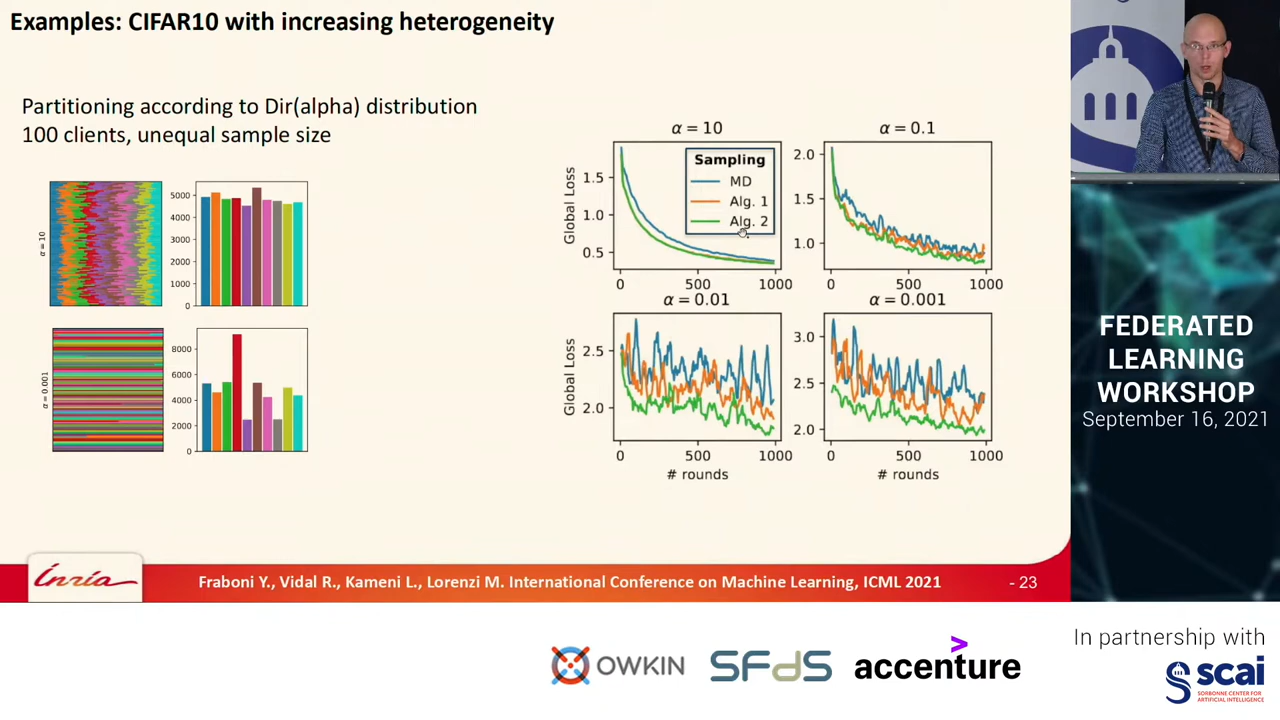 Examples: CIFAR10 with increasing heterogeneity
Partitioning according to Dir(alpha) distribution
100 clients, unequal sample size
α = 10
5000
4000
3000
2000
1000
0
α = 0.001
8000
6000
4000
2000
0
α = 10
Global Loss
1.5
1.0
0.5
Sampling
MD
Alg. 1
Alg. 2
0 500 1000
α = 0.1
2.0
1.5
1.0
0 500 1000
α = 0.01
Global Loss
2.5
2.0
0 500 1000
# rounds
α = 0.001
3.0
2.5
2.0
0 500 1000
# rounds
Inria
Fraboni Y., Vidal R., Kameni L., Lorenzi M. International Conference on Machine Learning, ICML 2021
- 23
FEDERATED
LEARNING
WORKSHOP
September 16, 2021
OWKIN
SFdS
accenture
In partnership with
scai
SORBONNE CENTER FOR
ARTIFICIAL INTELLIGENCE